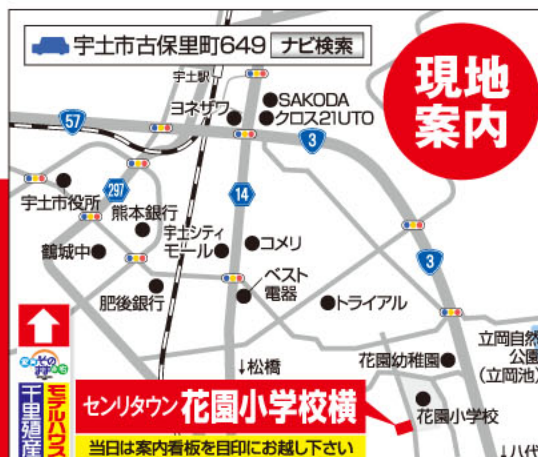 宇土市古保里町649 ナビ検索
現地
案内
宇土駅
ヨネザワ
SAKODA
クロス21UTO
57
3
297
14
宇土市役所
熊本銀行
鶴城中
宇土シティ
モール
コメリ
3
ベスト
電器
肥後銀行
トライアル
立岡自然
公園
(立岡池)
↓松橋
花園幼稚園
花園小学校
モデルハウス
千里殖産
センリタウン 花園小学校横
当日は案内看板を目印にお越し下さい
↓八代